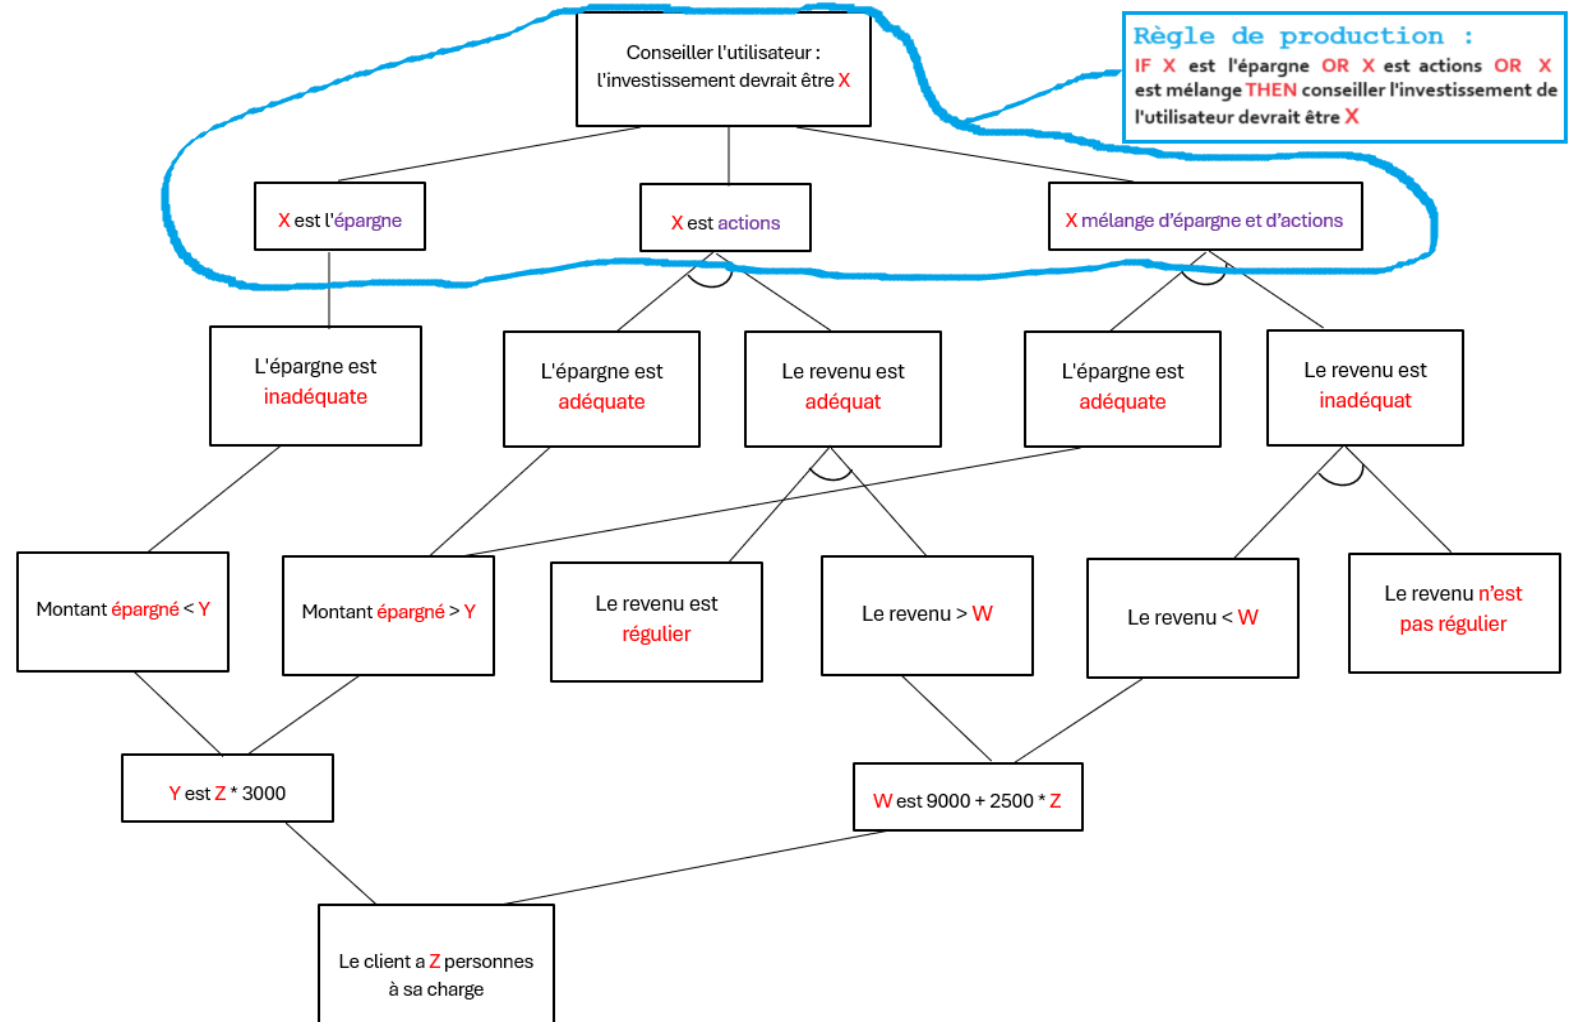 Conseiller l'utilisateur :
l'investissement devrait être X
Règle de production :
IF X est l'épargne OR X est actions OR X
est mélange THEN conseiller l'investissement de
l'utilisateur devrait être X
X est l'épargne
X est actions
X mélange d'épargne et d'actions
L'épargne est
inadéquate
L'épargne est
adéquate
Le revenu est
adéquat
L'épargne est
adéquate
Le revenu est
inadéquat
Montant épargné < Y
Montant épargné > Y
Le revenu est
régulier
Le revenu > W
Le revenu < W
Le revenu n’est
pas régulier
Y est Z * 3000
W est 9000 + 2500 * Z
Le client a Z personnes
à sa charge